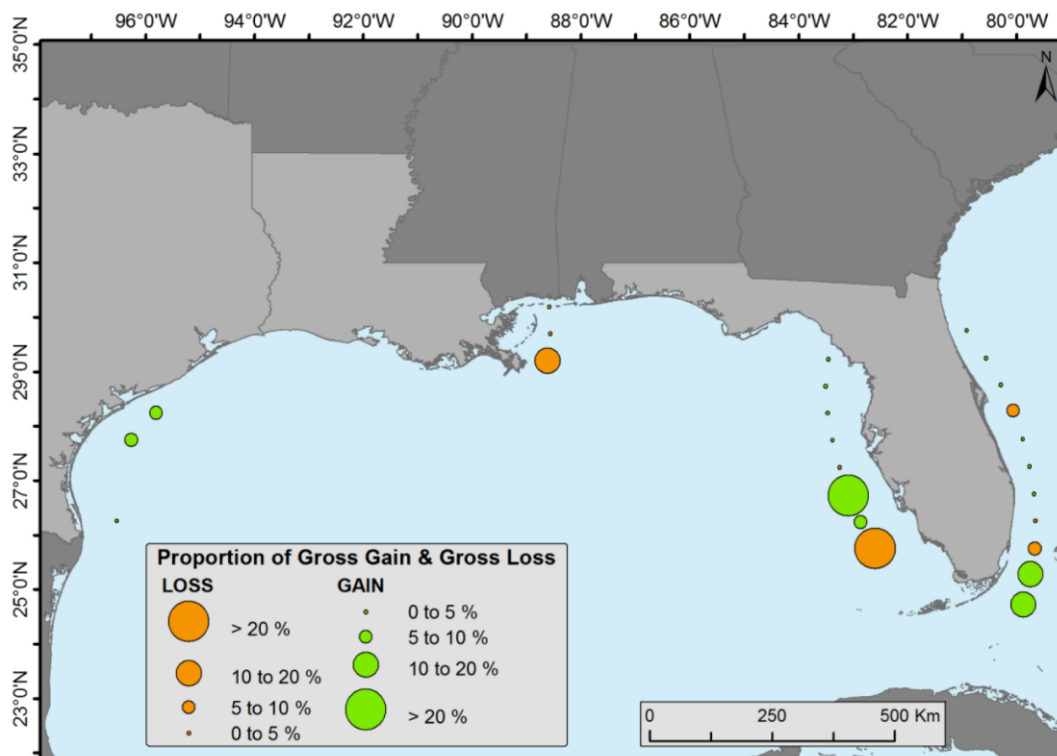 96°0'W 94°0'W 92°0'W 90°0'W 88°0'W 86°0'W 84°0'W 82°0'W 80°0'W
35°0'N
33°0'N
31°0'N
29°0'N
27°0'N
25°0'N
23°0'N
N
Proportion of Gross Gain & Gross Loss
LOSS
> 20 %
10 to 20 %
5 to 10 %
0 to 5 %
GAIN
0 to 5 %
5 to 10 %
10 to 20 %
> 20 %
0 250 500 Km